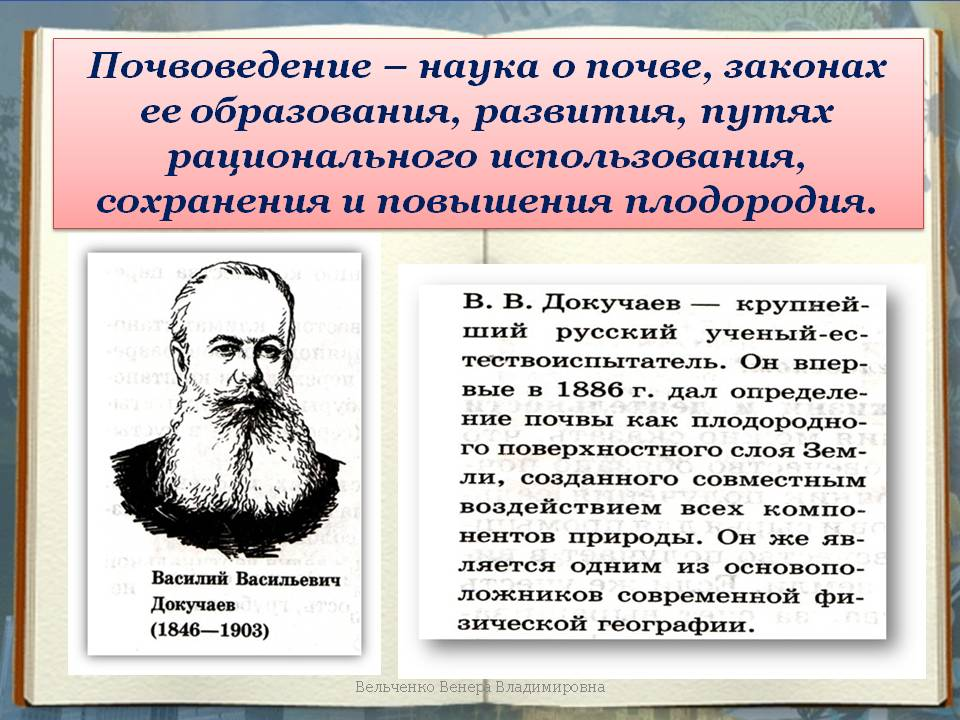 Почвоведение – наука о почве, законах
ее образования, развития, путях
рационального использования,
сохранения и повышения плодородия.
Василий Васильевич
Докучаев
(1846—1903)
В. В. Докучаев — крупней-
ший русский ученый-ес-
тествоиспытатель. Он впер-
вые в 1886 г. дал определе-
ние почвы как плодородно-
го поверхностного слоя Зем-
ли, созданного совместным
воздействием всех компо-
нентов природы. Он же яв-
ляется одним из основопо-
ложников современной фи-
зической географии.
Вельченко Венера Владимировна